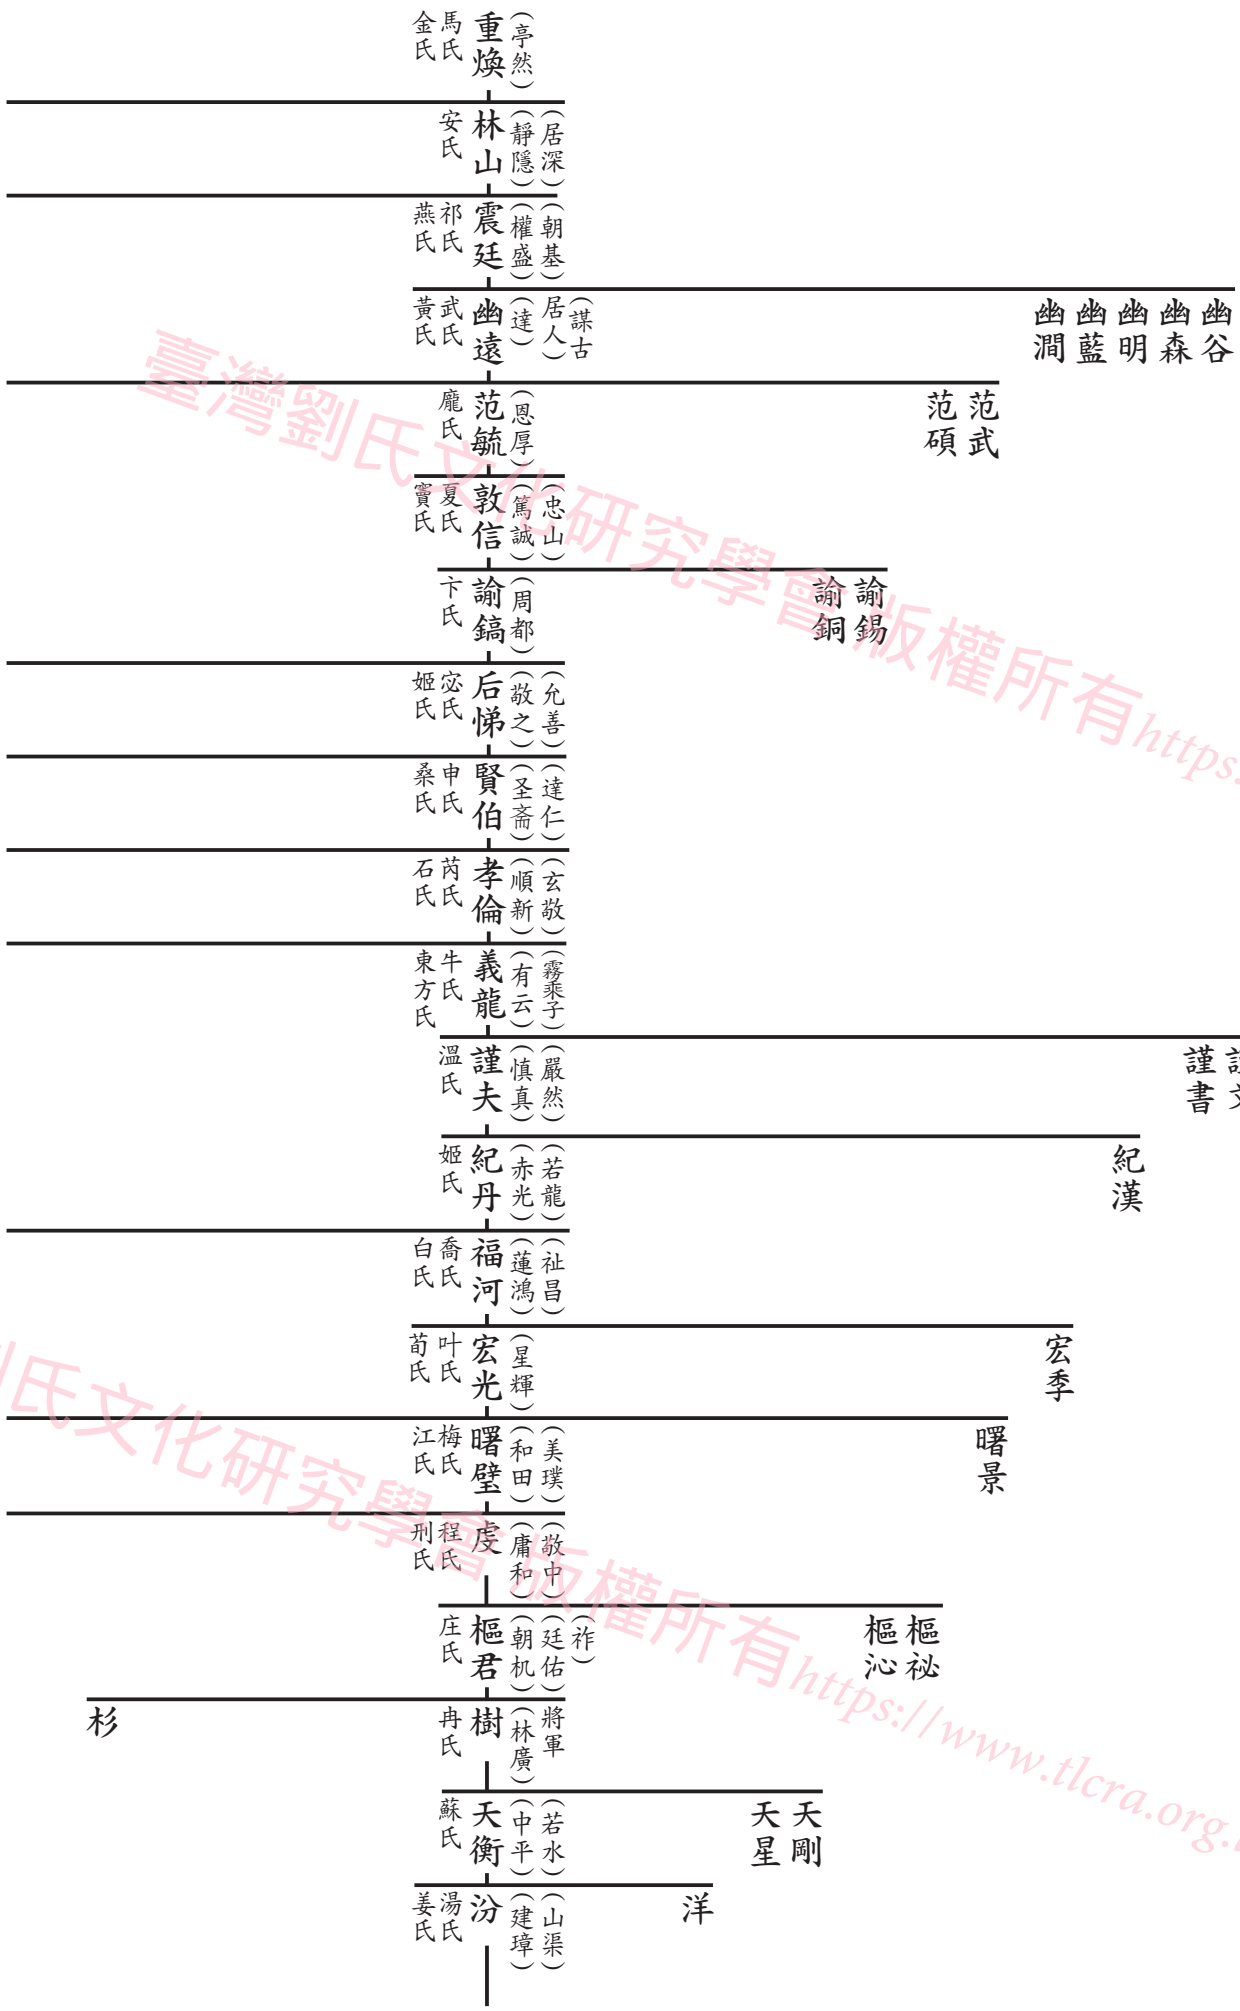 (亭然)
重煥
馬氏
金氏
(居深)
(靜隱)
林山
安氏
(朝基)
(權盛)
震廷
祁氏
燕氏
幽谷
幽森
幽明
幽藍
幽澗
(謀古
居人)
(達)
幽遠
武氏
黃氏
范武
范碩
(恩厚)
范毓
龐氏
(忠山)
(篤誠)
敦信
夏氏
竇氏
諭錫
諭銅
(周都)
諭鎬
卞氏
(允善)
(敬之)
后悌
宓氏
姬氏
(達仁)
(圣斋)
賢伯
申氏
桑氏
(玄敬)
(順新)
孝倫
芮氏
石氏
(霧乘子)
(有云)
義龍
牛氏
東方氏
謹書
(嚴然)
(慎真)
謹夫
溫氏
紀漢
(若龍)
(赤光)
紀丹
姬氏
(祉昌)
(蓮鴻)
福河
喬氏
白氏
宏季
(星輝)
宏光
叶氏
荀氏
曙景
(美璞)
(和田)
曙璧
梅氏
江氏
(敬中)
(庸和)
虔
程氏
刑氏
樞祕
樞沁
(祚)
(廷佑)
(朝机)
樞君
庄氏
將軍
(林廣)
樹
冉氏
杉
天剛
天星
(若水)
(中平)
天衡
蘇氏
洋
(山渠)
(建璋)
汾
湯氏
姜氏
臺灣劉氏文化研究學會 版權所有 https:
劉氏文化研究學會 版權所有 https://www.tlcra.org.